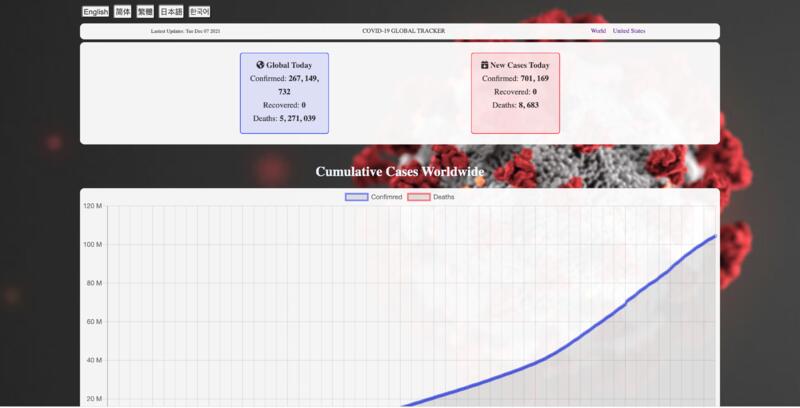 English 简体 繁體 日本語 한국어
Lastest Updates: Tue Dec 07 2021 COVID-19 GLOBAL TRACKER World United States
Global Today
Confirmed: 267, 149,
732
Recovered: 0
Deaths: 5, 271, 039
New Cases Today
Confirmed: 701, 169
Recovered: 0
Deaths: 8, 683
Cumulative Cases Worldwide
Confimred Deaths
120 M
100 M
80 M
60 M
40 M
20 M